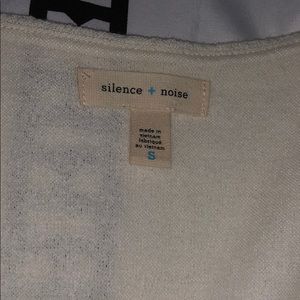 silence + noise
made in
vietnam
fabriqué
au vietnam
S